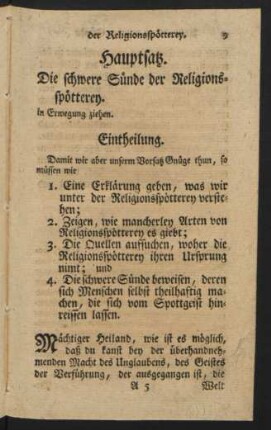 der Religionsspötterey. 9
Hauptsatz.
Die schwere Sünde der Religions-
spötterey.
in Erwegung ziehen.
Eintheilung.
Damit wir aber unserm Vorsatz Gnüge thun, so
müssen wir
1. Eine Erklärung geben, was wir
unter der Religionsspötterey verste-
hen;
2. Zeigen, wie mancherley Arten von
Religionsspötterey es giebt;
3. Die Quellen aufsuchen, woher die
Religionsspötterey ihren Ursprung
nimt; und
4. Die schwere Sünde beweisen, deren
sich Menschen selbst theilhaftig ma-
chen, die sich vom Spottgeist hin-
reissen lassen.
Mächtiger Heiland, wie ist es möglich,
daß du kanst bey der überhandneh-
menden Macht des Unglaubens, des Geistes
der Verführung, der ausgegangen ist, die
A 5 Welt